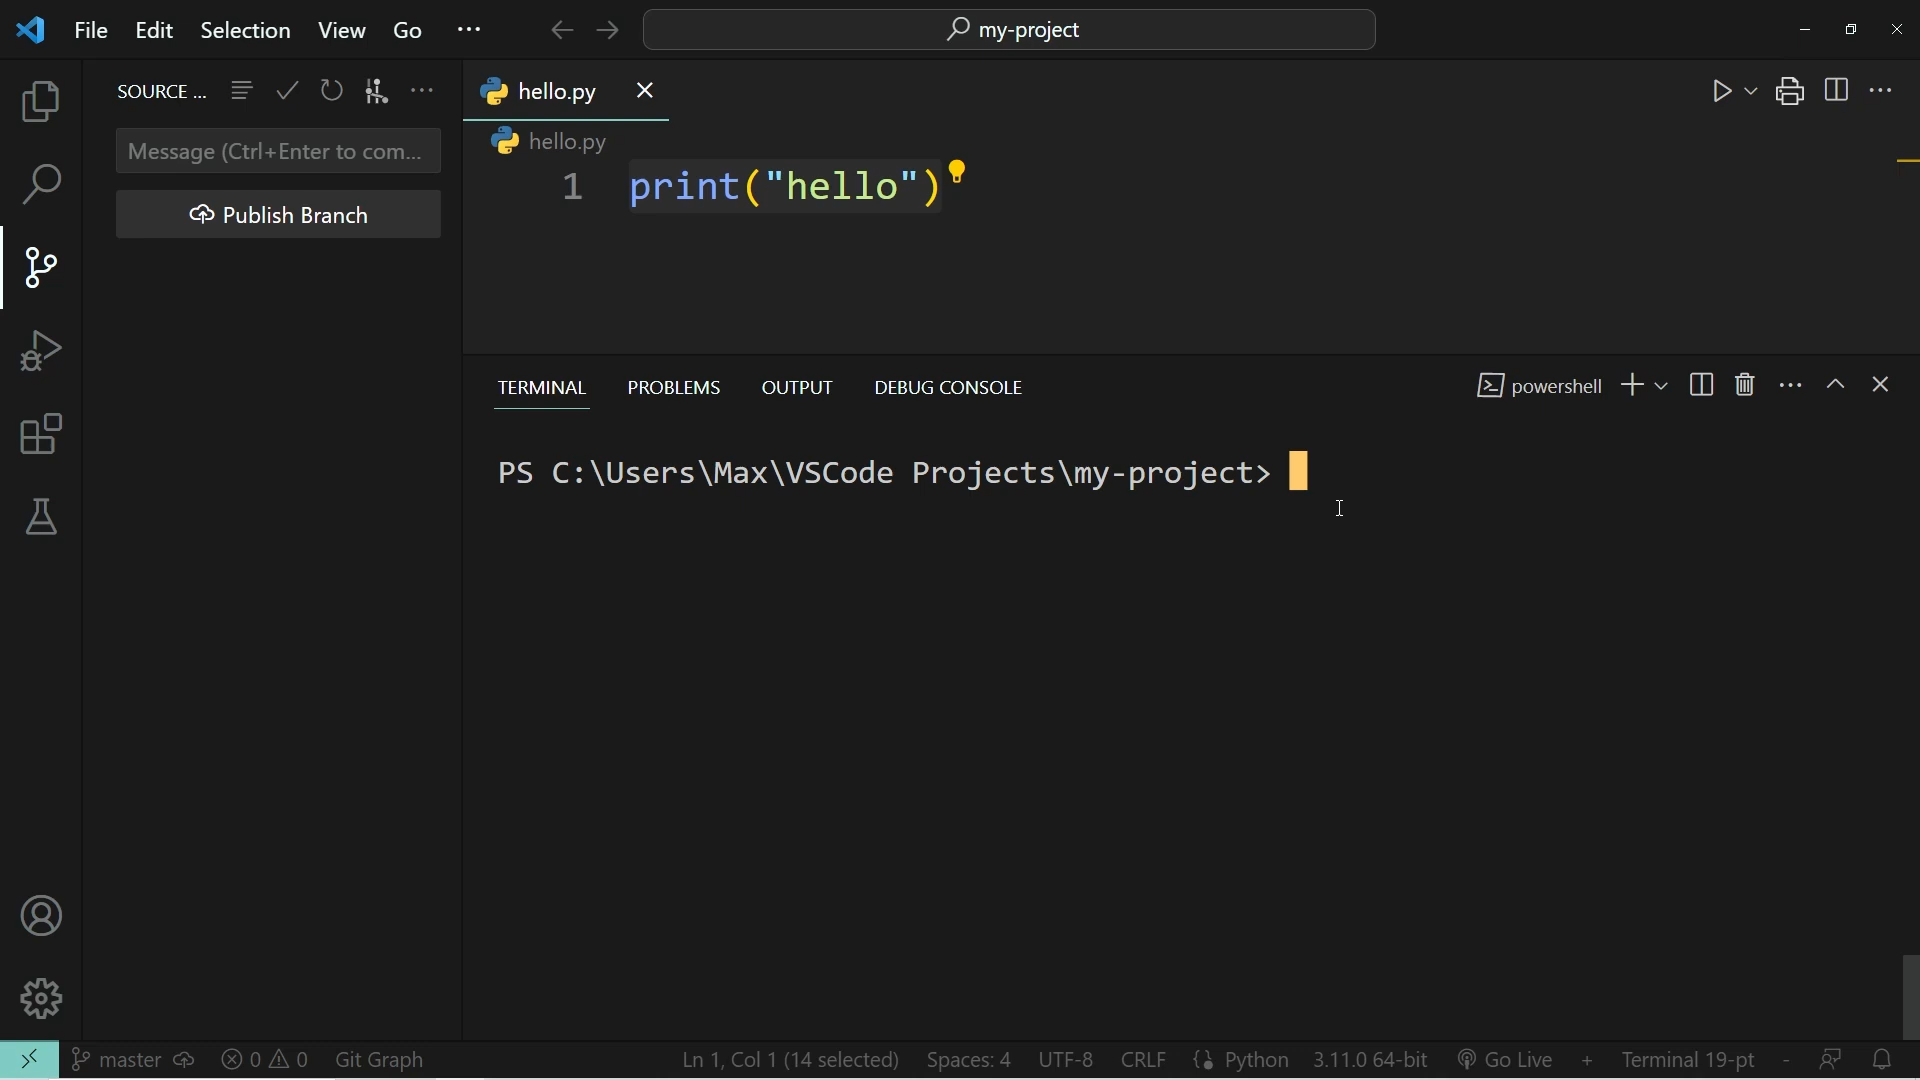 File Edit Selection View Go ···
my-project
SOURCE ...
Message (Ctrl+Enter to com...
Publish Branch
hello.py
hello.py
1 print("hello")
TERMINAL PROBLEMS OUTPUT DEBUG CONSOLE
powershell
PS C:\Users\Max\VSCode Projects\my-project>
master 0 0 Git Graph Ln 1, Col 1 (14 selected) Spaces: 4 UTF-8 CRLF Python 3.11.0 64-bit Go Live + Terminal 19-pt -